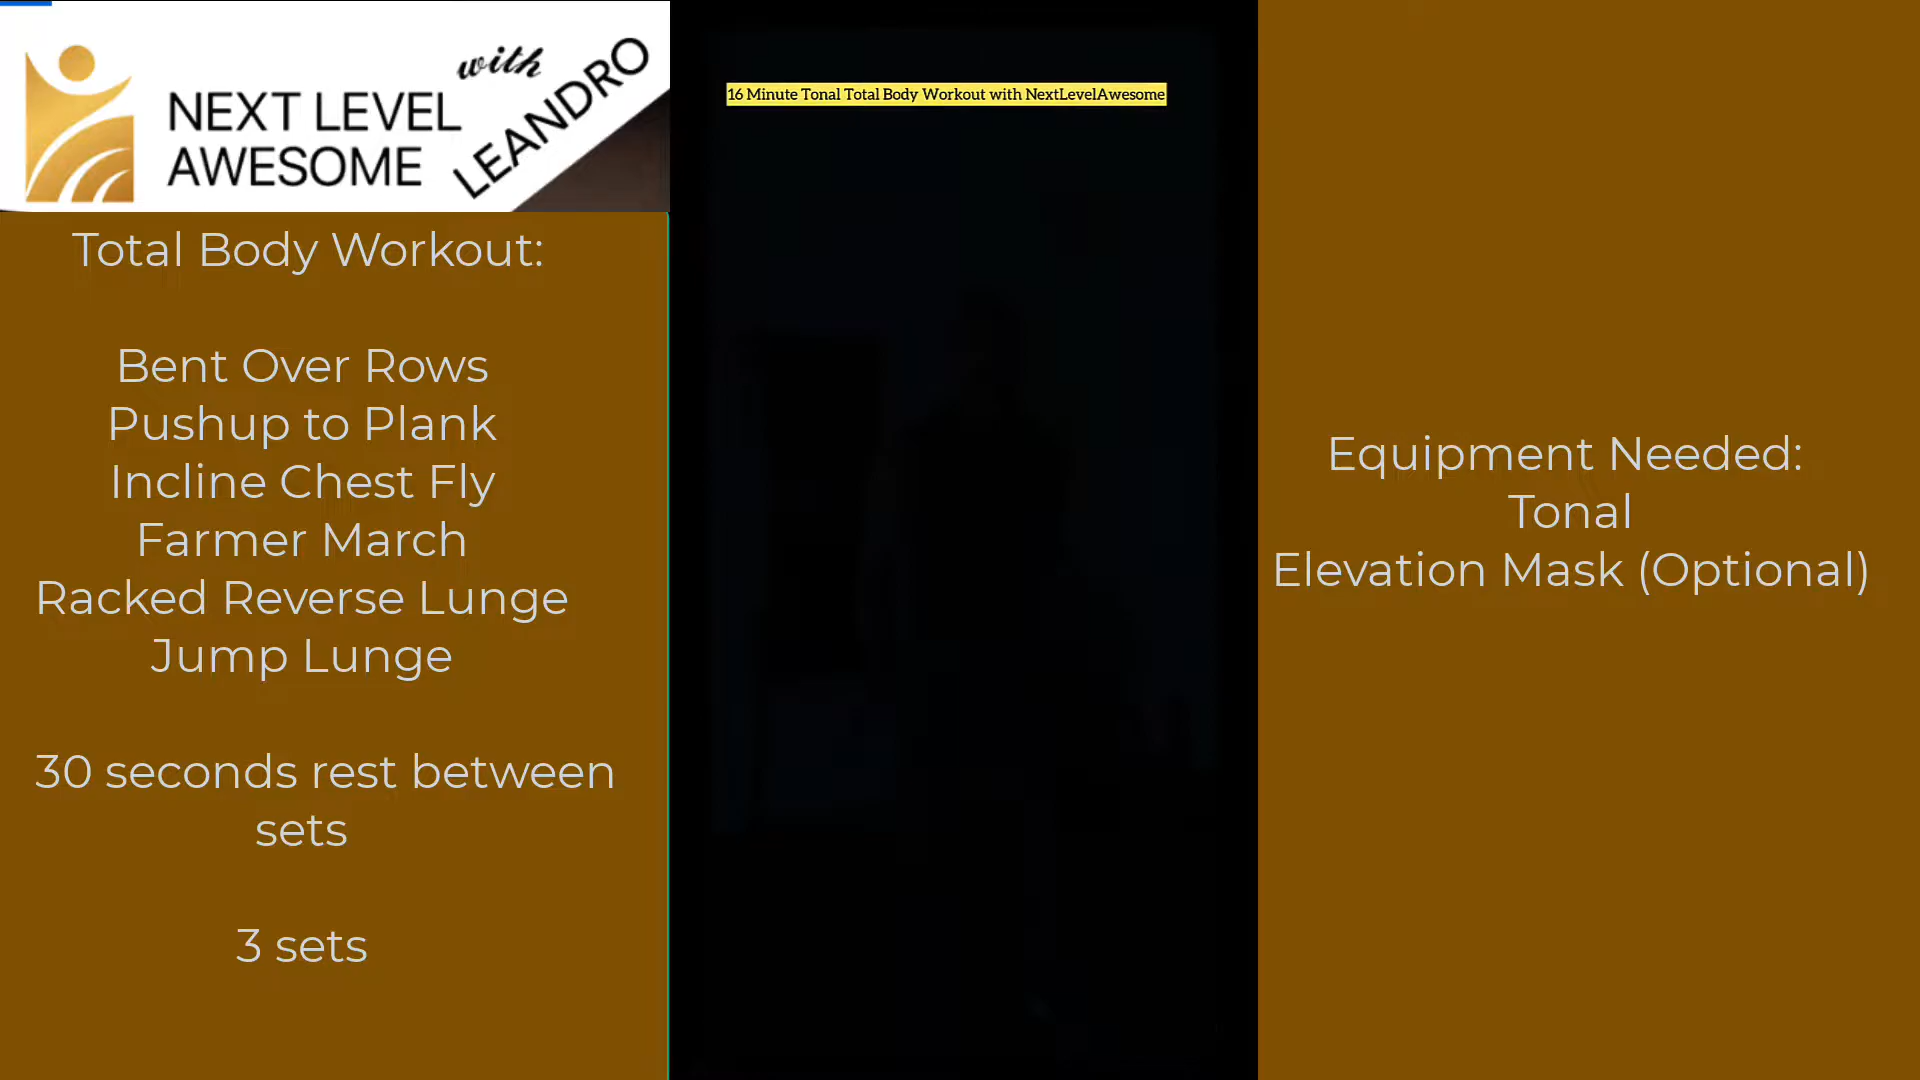 NEXT LEVEL
AWESOME
with
LEANDRO
Total Body Workout:
Bent Over Rows
Pushup to Plank
Incline Chest Fly
Farmer March
Racked Reverse Lunge
Jump Lunge
30 seconds rest between
sets
3 sets
16 Minute Tonal Total Body Workout with NextLevelAwesome
Equipment Needed:
Tonal
Elevation Mask (Optional)